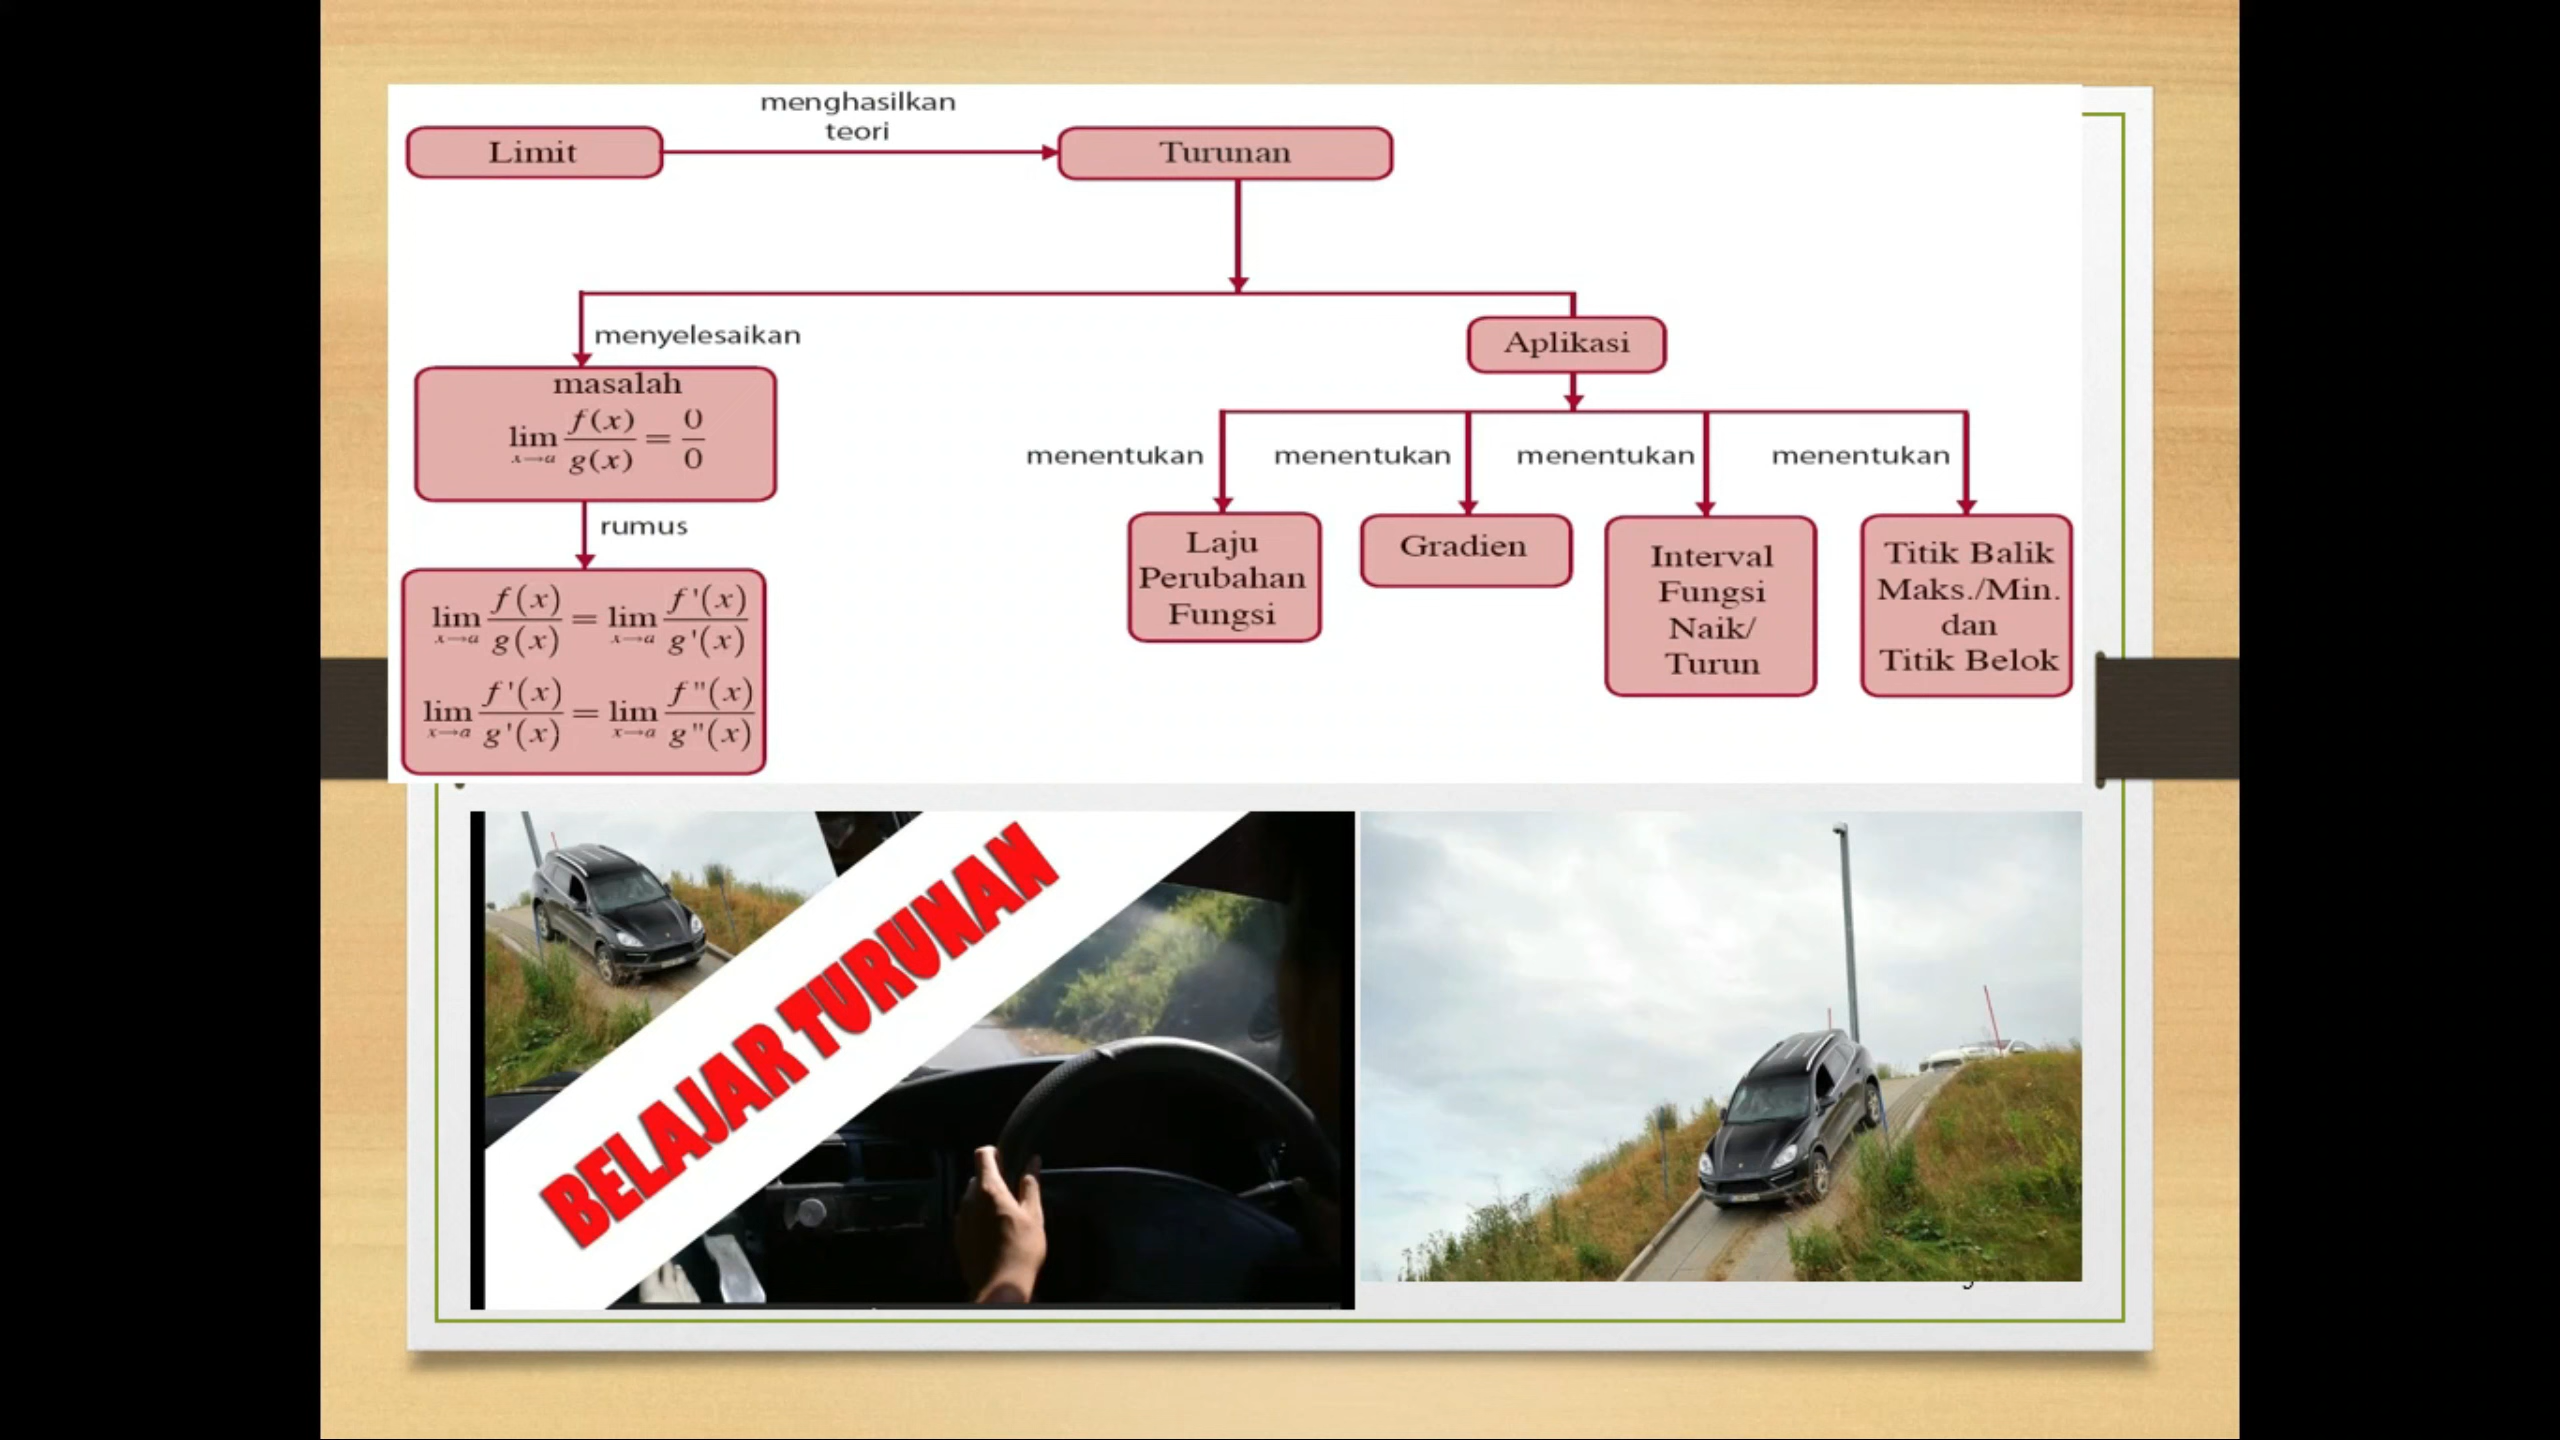 menghasilkan
teori
Limit
Turunan
menyelesaikan
Aplikasi
masalah
lim x→a f(x)/g(x) = 0/0
menentukan
menentukan
menentukan
menentukan
rumus
Laju
Perubahan
Fungsi
Gradien
Interval
Fungsi
Naik/
Turun
Titik Balik
Maks./Min.
dan
Titik Belok
lim x→a f(x)/g(x) = lim x→a f'(x)/g'(x)
lim x→a f'(x)/g'(x) = lim x→a f"(x)/g"(x)
BELAJAR TURUNAN